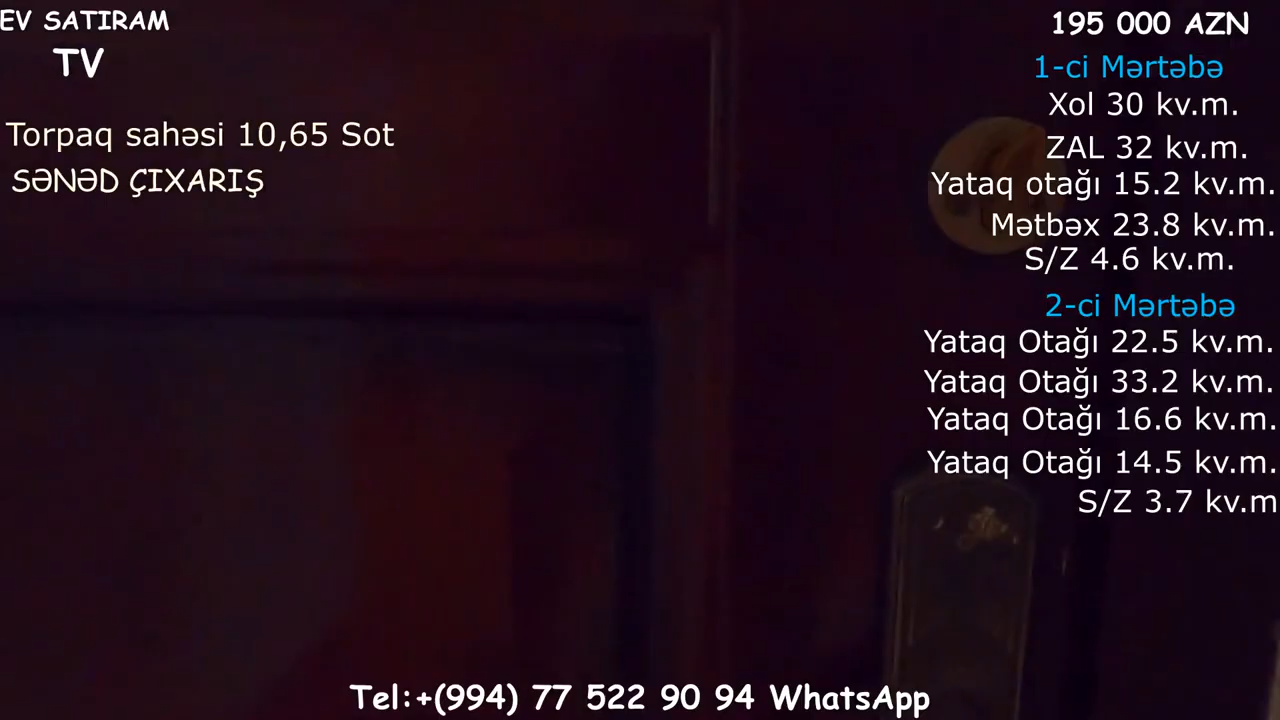 EV SATIRAM
TV
Torpaq sahəsi 10,65 Sot
SƏNƏD ÇIXARIŞ
195 000 AZN
1-ci Mərtəbə
Xol 30 kv.m.
ZAL 32 kv.m.
Yataq otağı 15.2 kv.m.
Mətbəx 23.8 kv.m.
S/Z 4.6 kv.m.
2-ci Mərtəbə
Yataq Otağı 22.5 kv.m.
Yataq Otağı 33.2 kv.m.
Yataq Otağı 16.6 kv.m.
Yataq Otağı 14.5 kv.m.
S/Z 3.7 kv.m
Tel:+(994) 77 522 90 94 WhatsApp